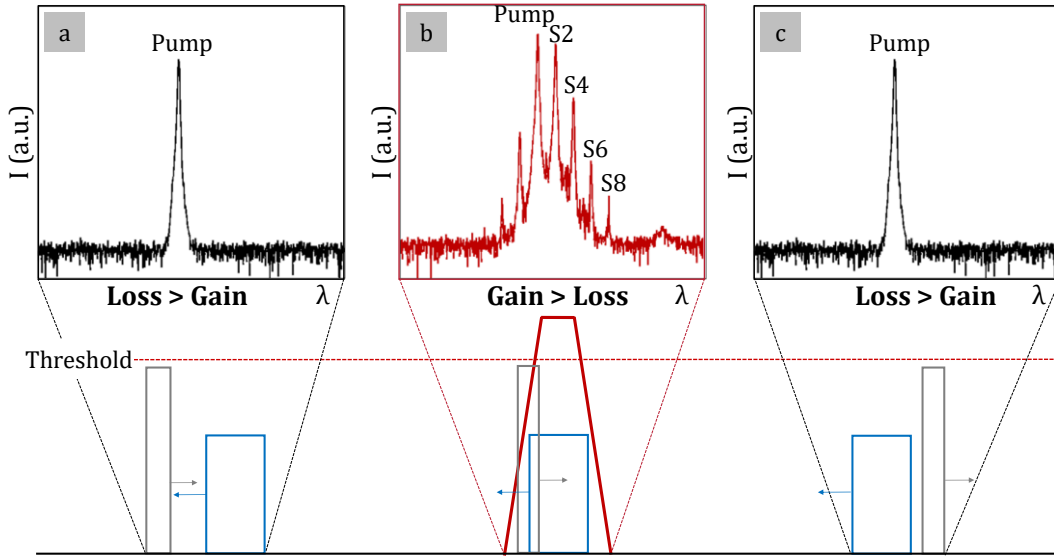 a
Pump
I (a.u.)
Loss > Gain
λ
b
Pump
S2
S4
S6
S8
I (a.u.)
Gain > Loss
λ
c
Pump
I (a.u.)
Loss > Gain
λ
Threshold